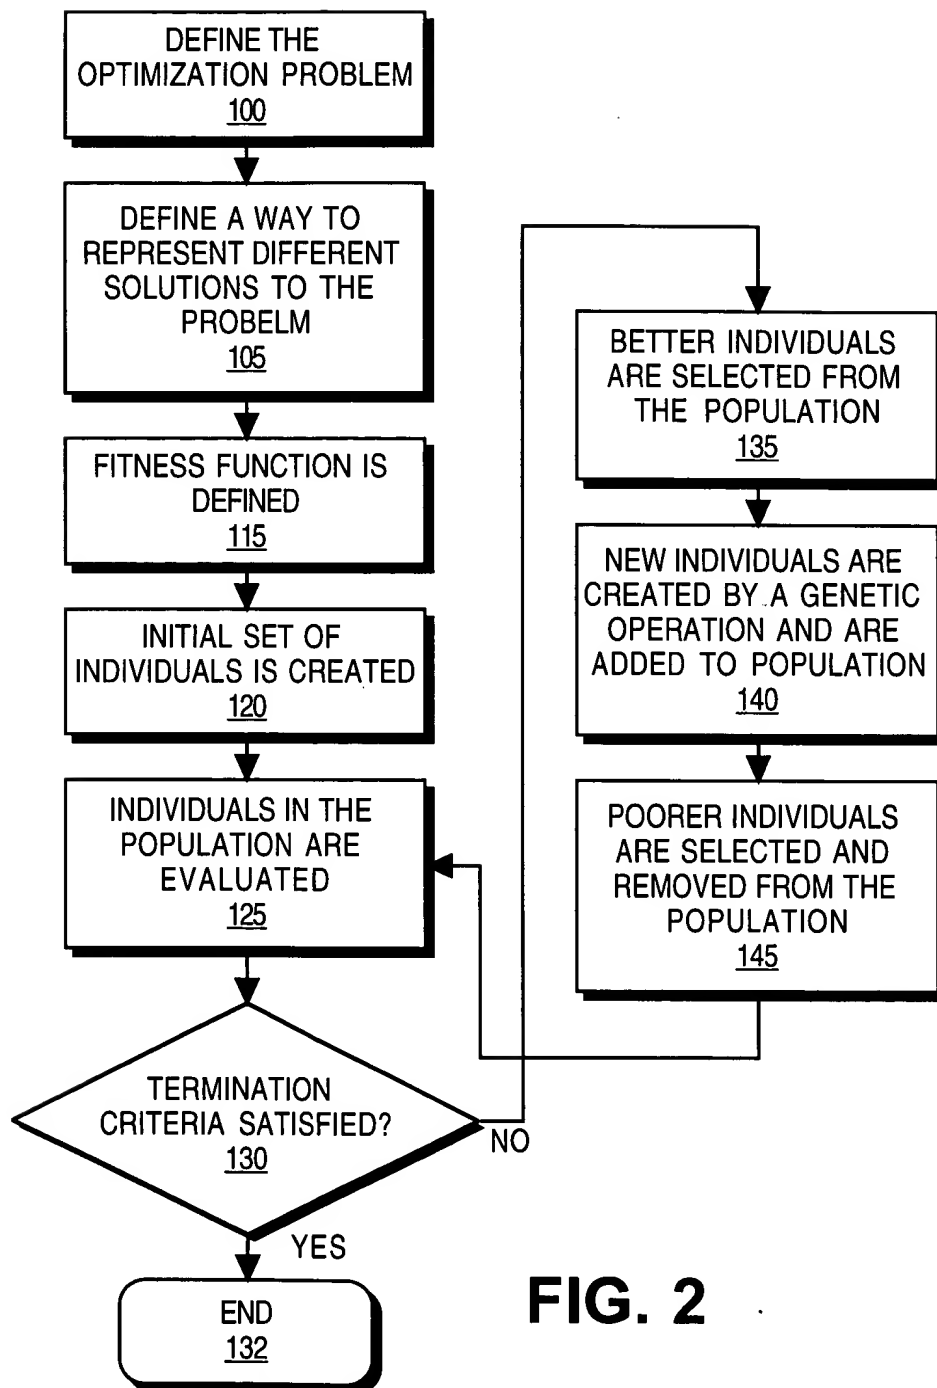 DEFINE THE
OPTIMIZATION PROBLEM
100
DEFINE A WAY TO
REPRESENT DIFFERENT
SOLUTIONS TO THE
PROBELM
105
FITNESS FUNCTION IS
DEFINED
115
INITIAL SET OF
INDIVIDUALS IS CREATED
120
INDIVIDUALS IN THE
POPULATION ARE
EVALUATED
125
TERMINATION
CRITERIA SATISFIED?
130
NO
YES
END
132
BETTER INDIVIDUALS
ARE SELECTED FROM
THE POPULATION
135
NEW INDIVIDUALS ARE
CREATED BY A GENETIC
OPERATION AND ARE
ADDED TO POPULATION
140
POORER INDIVIDUALS
ARE SELECTED AND
REMOVED FROM THE
POPULATION
145
FIG. 2